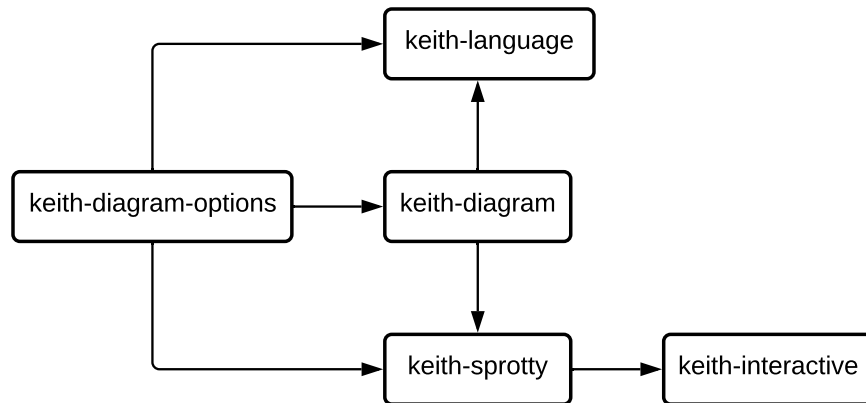 keith-language
keith-diagram-options
keith-diagram
keith-sprotty
keith-interactive